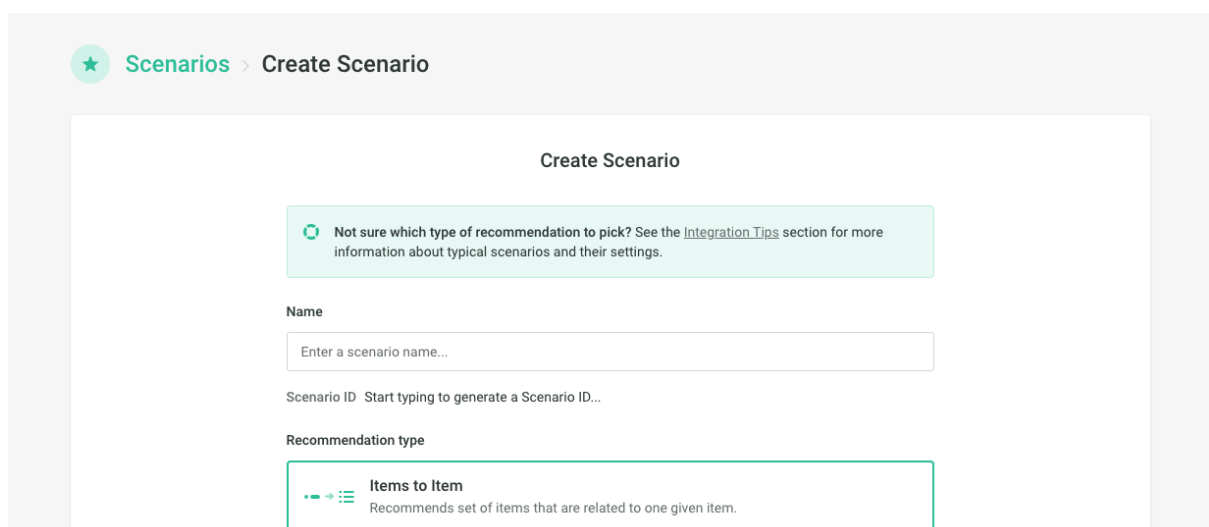 Scenarios > Create Scenario
Create Scenario
Not sure which type of recommendation to pick? See the Integration Tips section for more
information about typical scenarios and their settings.
Name
Enter a scenario name...
Scenario ID Start typing to generate a Scenario ID...
Recommendation type
Items to Item
Recommends set of items that are related to one given item.